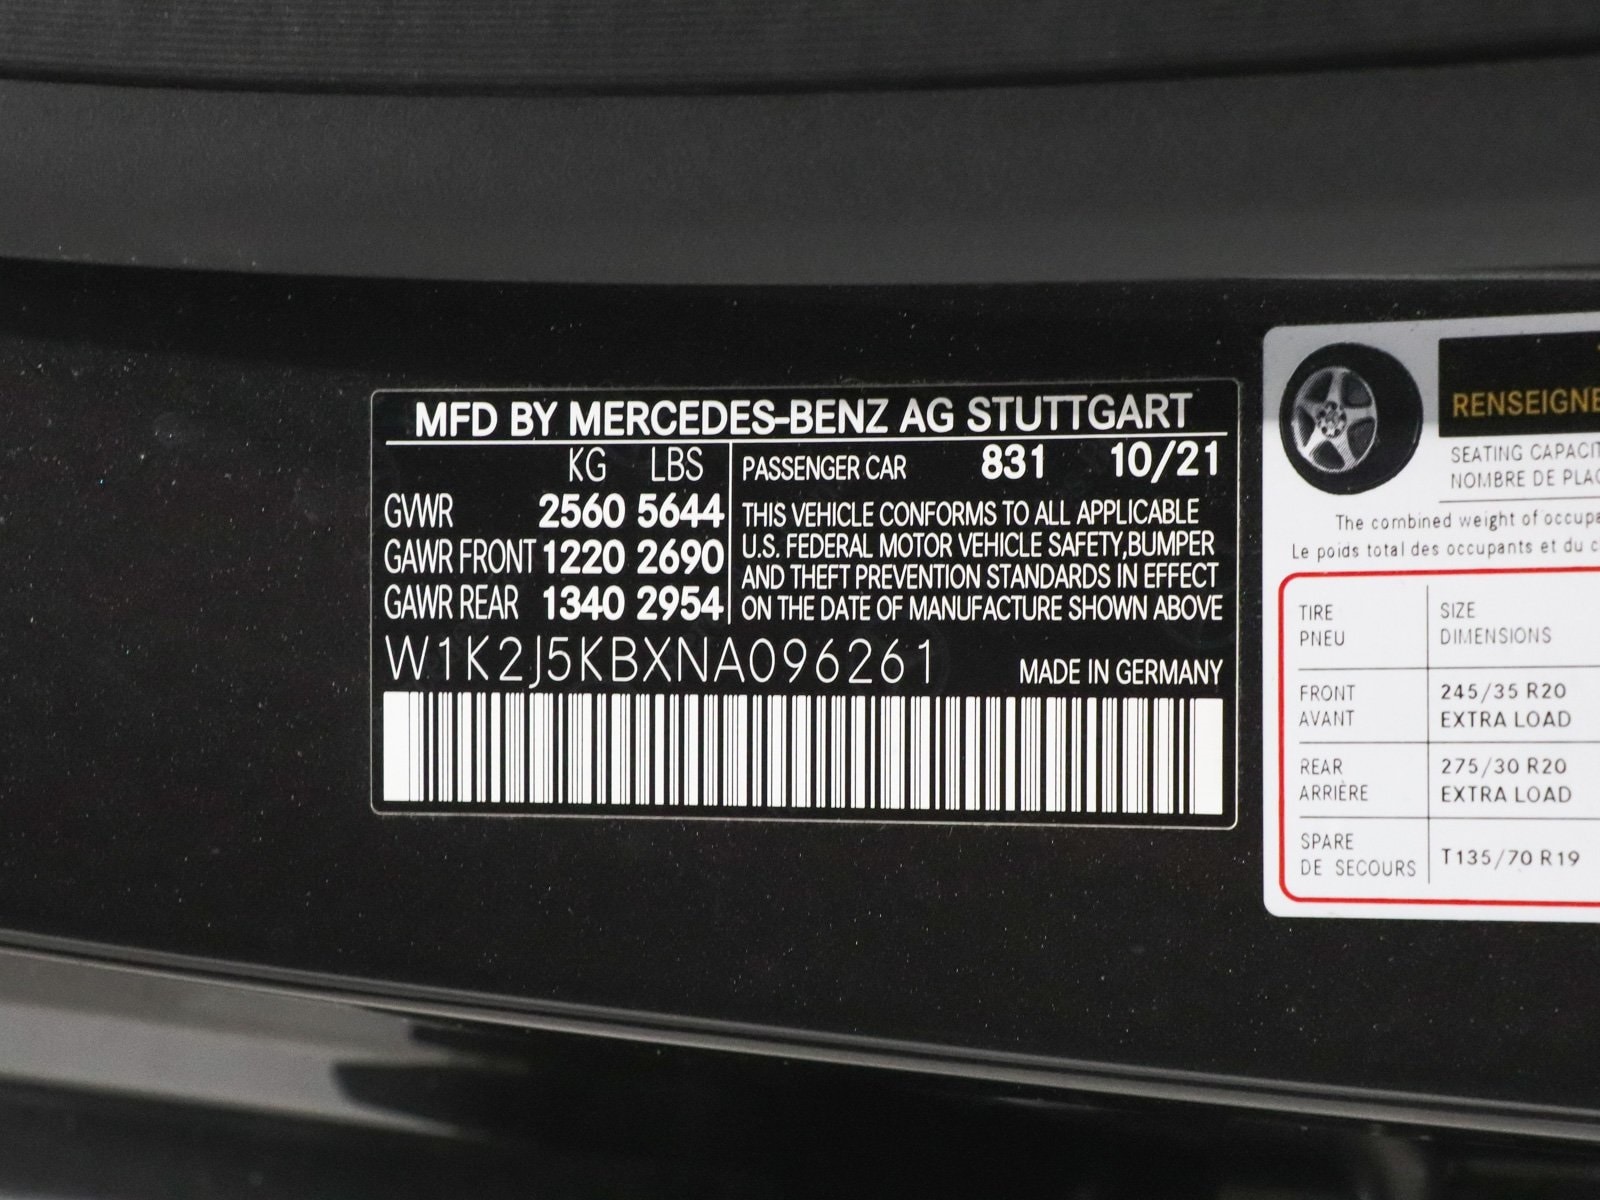 MFD BY MERCEDES-BENZ AG STUTTGART
KG LBS
GVWR 2560 5644
GAWR FRONT 1220 2690
GAWR REAR 1340 2954
PASSENGER CAR 831 10/21
THIS VEHICLE CONFORMS TO ALL APPLICABLE
U.S. FEDERAL MOTOR VEHICLE SAFETY,BUMPER
AND THEFT PREVENTION STANDARDS IN EFFECT
ON THE DATE OF MANUFACTURE SHOWN ABOVE
W1K2J5KBXNA096261
MADE IN GERMANY
RENSEIGNE
SEATING CAPACIT
NOMBRE DE PLAC
The combined weight of occupa
Le poids total des occupants et du c
TIRE SIZE
PNEU DIMENSIONS
FRONT 245/35 R20
AVANT EXTRA LOAD
REAR 275/30 R20
ARRIÈRE EXTRA LOAD
SPARE
DE SECOURS T135/70 R19